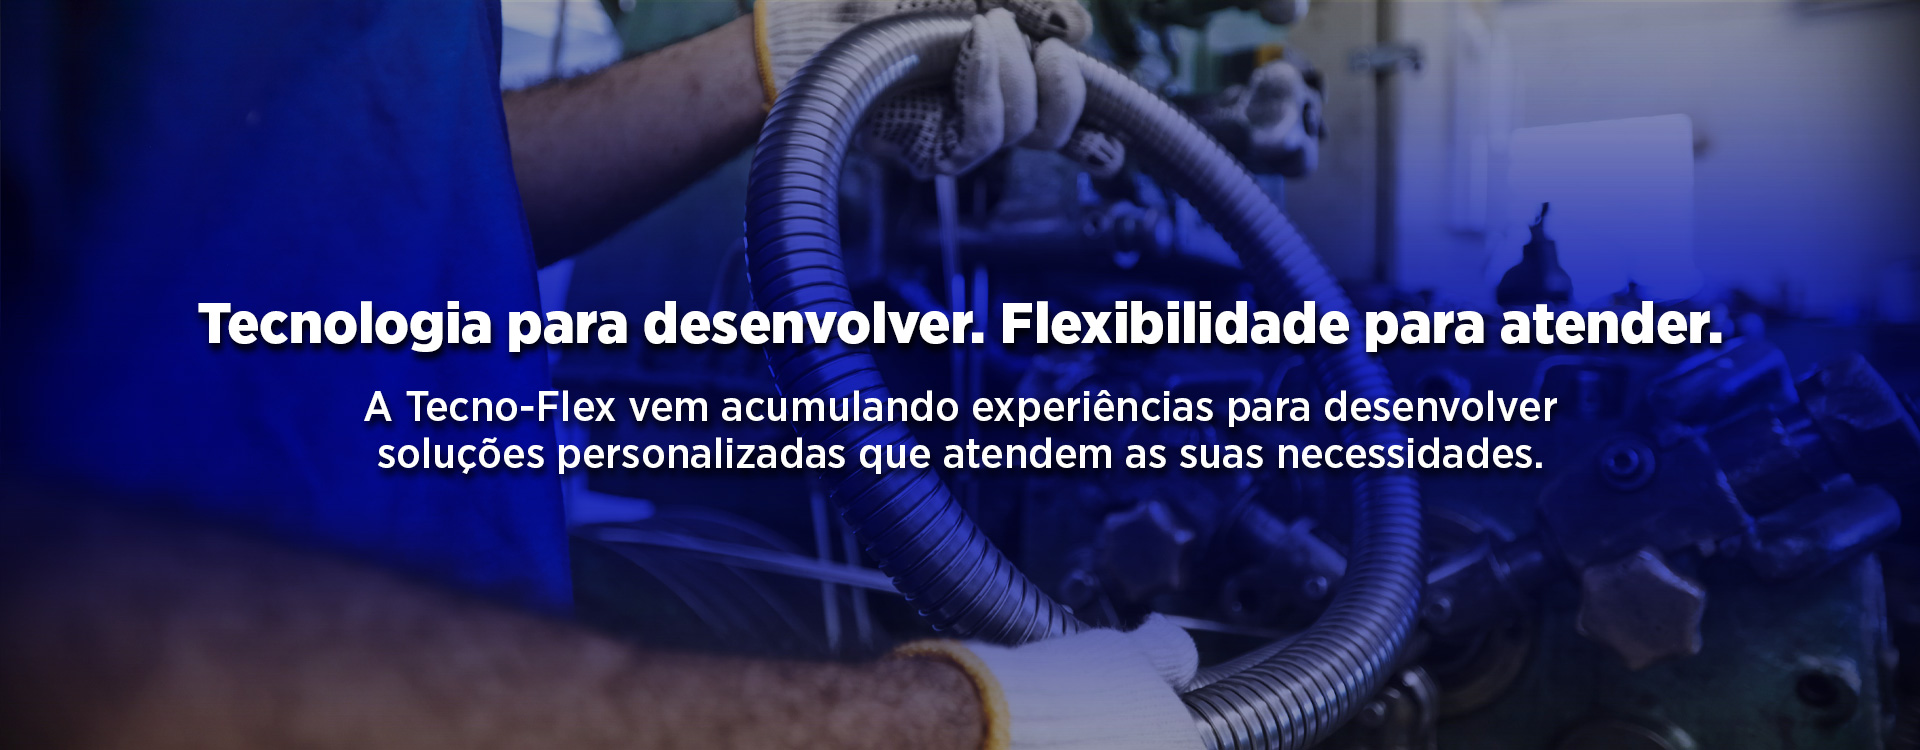 Tecnologia para desenvolver. Flexibilidade para atender.
A Tecno-Flex vem acumulando experiências para desenvolver
soluções personalizadas que atendem as suas necessidades.